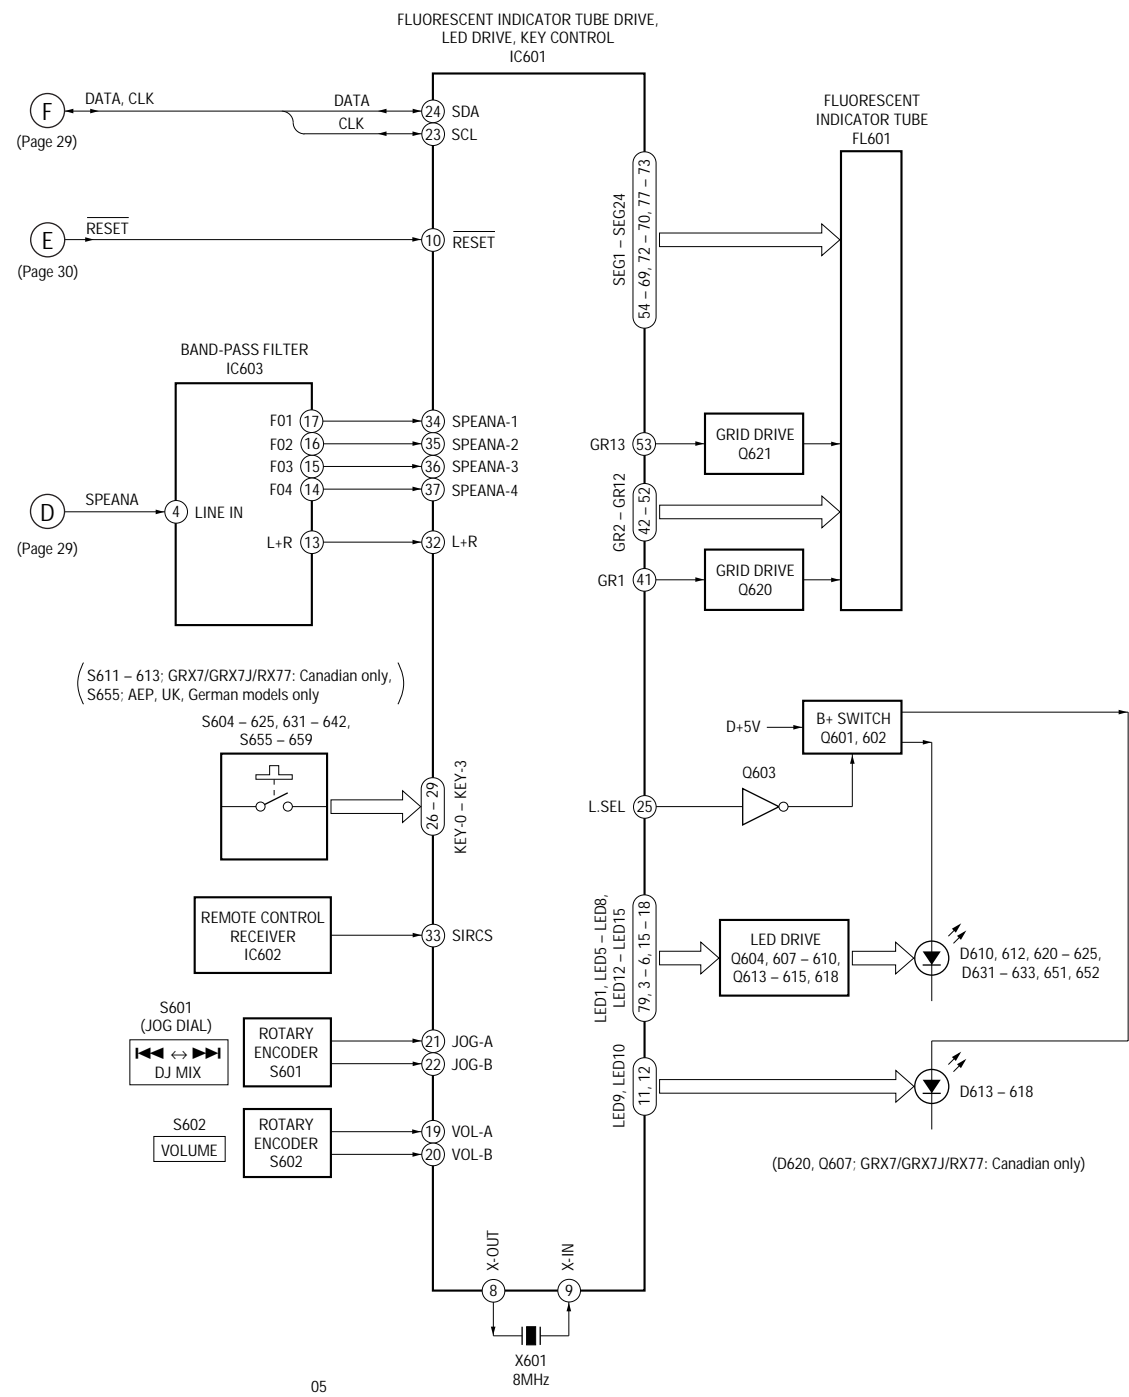 FLUORESCENT INDICATOR TUBE DRIVE,
LED DRIVE, KEY CONTROL
IC601
F
DATA, CLK
(Page 29)
DATA
CLK
24 SDA
23 SCL
E
RESET
(Page 30)
10 RESET
BAND-PASS FILTER
IC603
D
SPEANA
(Page 29)
4 LINE IN
F01 17
F02 16
F03 15
F04 14
L+R 13
34 SPEANA-1
35 SPEANA-2
36 SPEANA-3
37 SPEANA-4
32 L+R
S611 – 613; GRX7/GRX7J/RX77: Canadian only,
S655; AEP, UK, German models only
S604 – 625, 631 – 642,
S655 – 659
26 – 29
KEY-0 – KEY-3
REMOTE CONTROL
RECEIVER
IC602
33 SIRCS
S601
(JOG DIAL)
DJ MIX
ROTARY
ENCODER
S601
21 JOG-A
22 JOG-B
S602
VOLUME
ROTARY
ENCODER
S602
19 VOL-A
20 VOL-B
X-OUT
8
X-IN
9
X601
8MHz
FLUORESCENT
INDICATOR TUBE
FL601
SEG1 – SEG24
54 – 69, 72 – 70, 77 – 73
GR13 53
GRID DRIVE
Q621
GR2 – GR12
42 – 52
GR1 41
GRID DRIVE
Q620
D+5V
B+ SWITCH
Q601, 602
Q603
L.SEL 25
LED1, LED5 – LED8,
LED12 – LED15
79, 3 – 6, 15 – 18
LED DRIVE
Q604, 607 – 610,
Q613 – 615, 618
D610, 612, 620 – 625,
D631 – 633, 651, 652
LED9, LED10
11, 12
D613 – 618
(D620, Q607; GRX7/GRX7J/RX77: Canadian only)
05